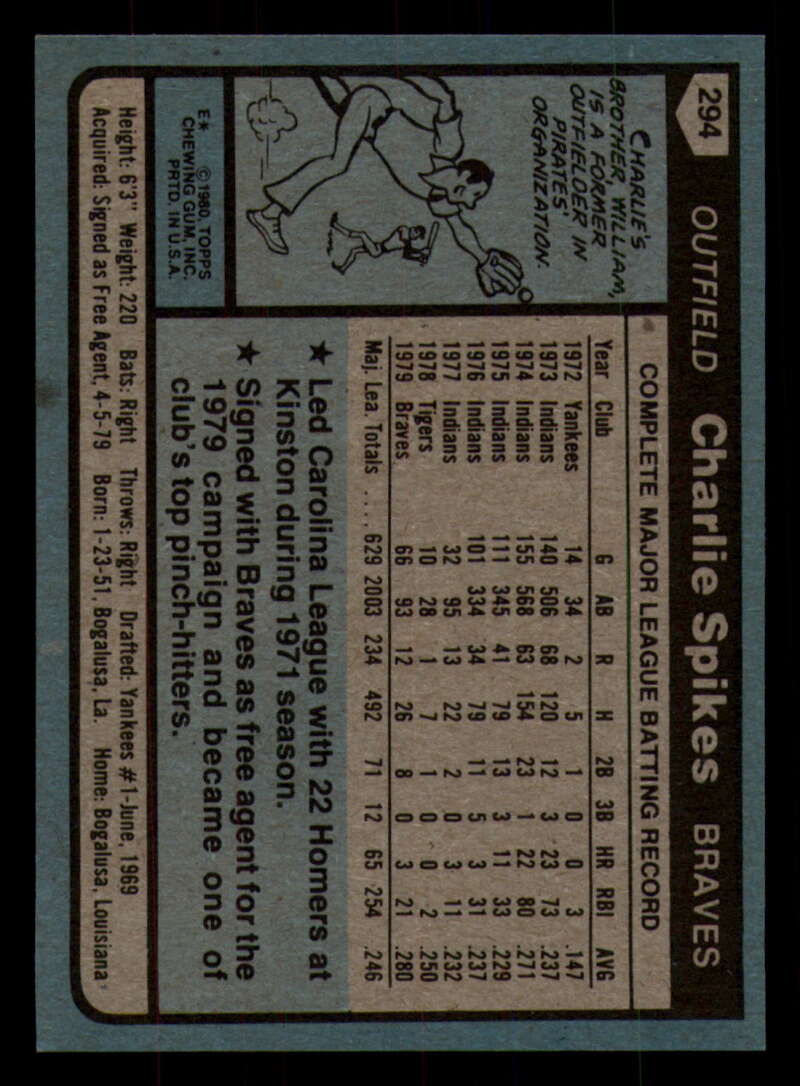 294 OUTFIELD Charlie Spikes BRAVES
CHARLIE'S
BROTHER, WILLIAM,
IS A FORMER
OUTFIELDER IN
PIRATES'
ORGANIZATION.
E* © 1980. TOPPS
CHEWING GUM, INC.
PRTD. IN U.S.A.
COMPLETE MAJOR LEAGUE BATTING RECORD
Year Club G AB R H 2B 3B HR RBI AVG
1972 Yankees 14 34 2 5 1 0 0 3 .147
1973 Indians 140 506 68 120 12 3 23 73 .237
1974 Indians 155 568 63 154 23 1 22 80 .271
1975 Indians 111 345 41 79 13 3 11 33 .229
1976 Indians 101 334 34 79 11 5 3 31 .237
1977 Indians 32 95 13 22 2 0 3 11 .232
1978 Tigers 10 28 1 7 1 0 0 2 .250
1979 Braves 66 93 12 26 8 0 3 21 .280
Maj. Lea. Totals .... 629 2003 234 492 71 12 65 254 .246
★ Led Carolina League with 22 Homers at
Kinston during 1971 season.
★ Signed with Braves as free agent for the
1979 campaign and became one of
club's top pinch-hitters.
Height: 6'3" Weight: 220 Bats: Right Throws: Right Drafted: Yankees #1-June, 1969
Acquired: Signed as Free Agent, 4-5-79 Born: 1-23-51, Bogalusa, La. Home: Bogalusa, Louisiana